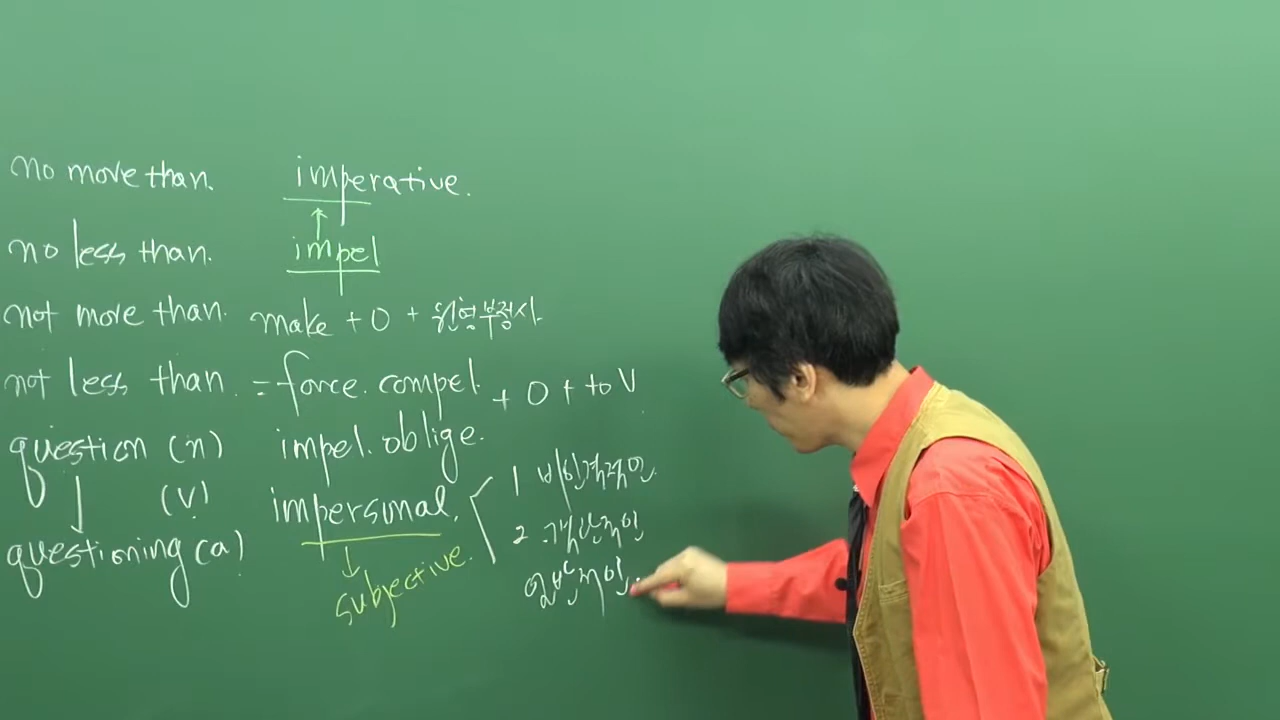 no more than.
no less than.
not more than.
not less than.
question (n)
(v)
questioning (a)
imperative.
impel
make + O + 원형부정사.
= force. compel. + O + to V
impel. oblige.
impersonal.
subjective.
1 비인격적인.
2. 객관적인
일반적인.